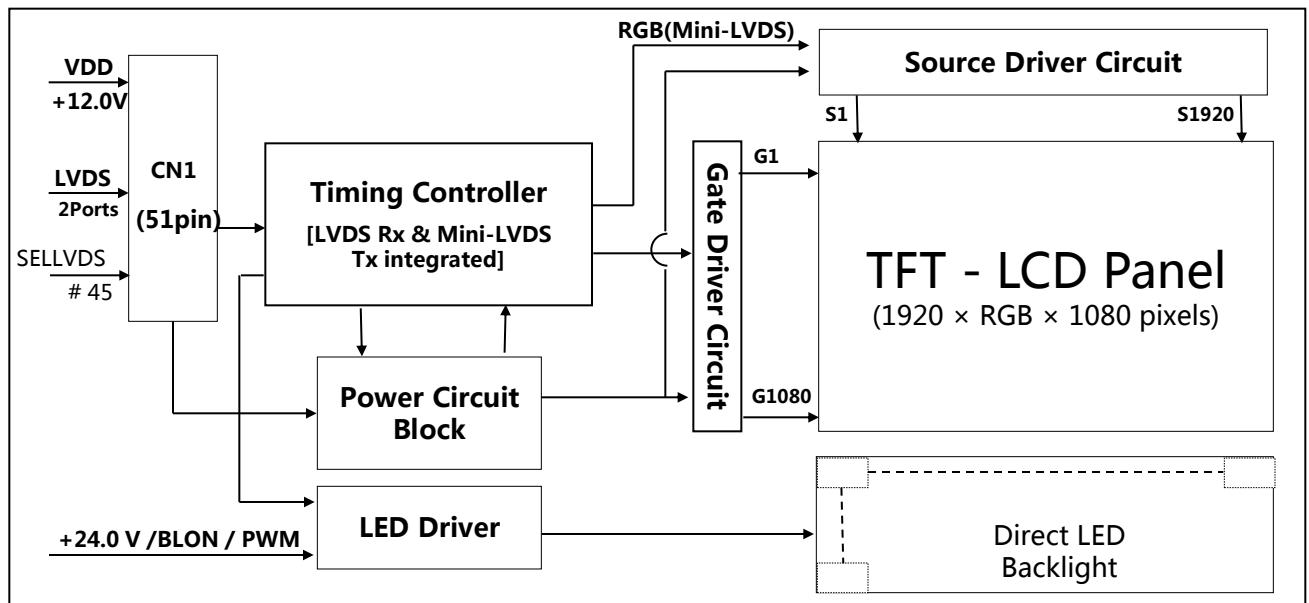 RGB(Mini-LVDS)
VDD
+12.0V
LVDS
2Ports
SELLVDS
# 45
CN1
(51pin)
Timing Controller
[LVDS Rx & Mini-LVDS
Tx integrated]
Power Circuit
Block
LED Driver
+24.0 V /BLON / PWM
Gate Driver Circuit
G1
G1080
Source Driver Circuit
S1
S1920
TFT - LCD Panel
(1920 × RGB × 1080 pixels)
Direct LED
Backlight